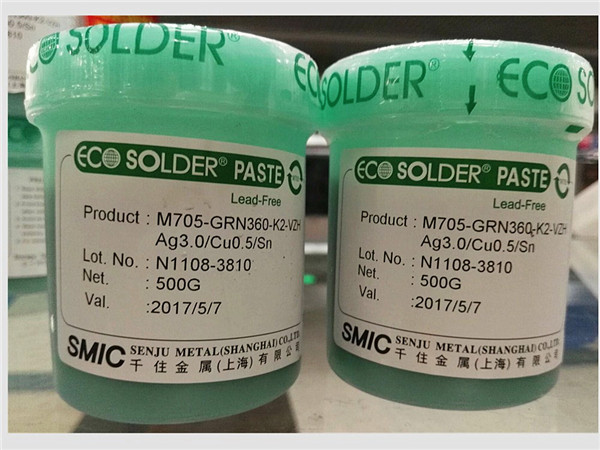 ECO SOLDER®
ECO SOLDER® PASTE
Lead-Free
Product : M705-GRN360-K2-VZH
Ag3.0/Cu0.5/Sn
Lot. No. : N1108-3810
Net. : 500G
Val. : 2017/5/7
SMIC SENJU METAL(SHANGHAI)CO.,LTD.
千住金属(上海)有限公司
SOLDER® ECO
ECO SOLDER® PASTE
Lead-Free
Product : M705-GRN360-K2-VZH
Ag3.0/Cu0.5/Sn
Lot. No. : N1108-3810
Net. : 500G
Val. : 2017/5/7
SMIC SENJU METAL(SHANGHAI)CO.,LTD.
千住金属(上海)有限公司